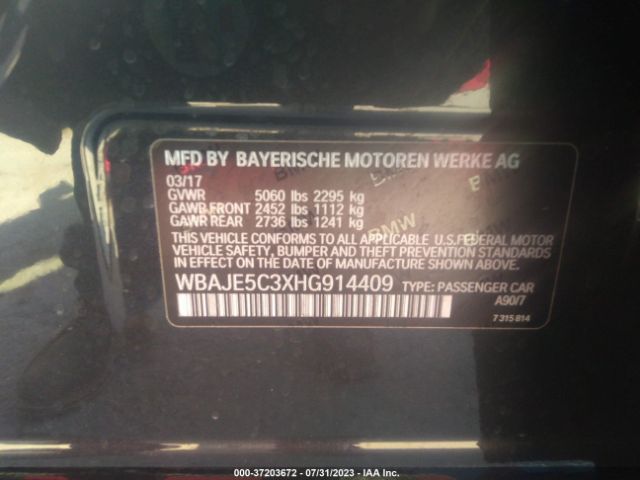 MFD BY BAYERISCHE MOTOREN WERKE AG
03/17
GVWR 5060 lbs 2295 kg
GAWR FRONT 2452 lbs 1112 kg
GAWR REAR 2736 lbs 1241 kg
THIS VEHICLE CONFORMS TO ALL APPLICABLE U.S.FEDERAL MOTOR
VEHICLE SAFETY, BUMPER AND THEFT PREVENTION STANDARDS
IN EFFECT ON THE DATE OF MANUFACTURE SHOWN ABOVE.
WBAJE5C3XHG914409 TYPE: PASSENGER CAR
A90/7
7315814
BMW
000-37203672 - 07/31/2023 - IAA Inc.